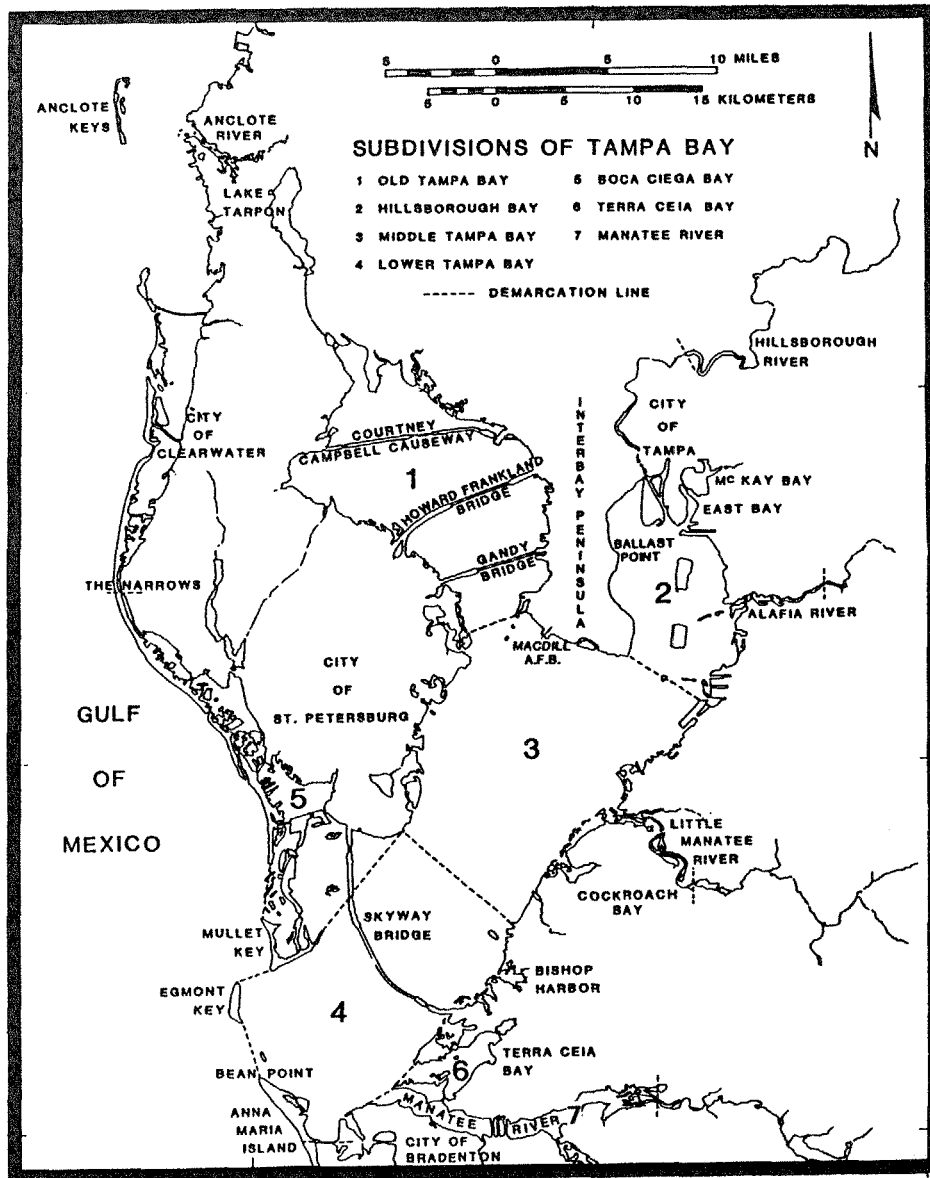 5 0 5 10 MILES
5 0 5 10 15 KILOMETERS
ANCLOTE
KEYS
ANCLOTE
RIVER
N
SUBDIVISIONS OF TAMPA BAY
1 OLD TAMPA BAY
2 HILLSBOROUGH BAY
3 MIDDLE TAMPA BAY
4 LOWER TAMPA BAY
5 BOCA CIEGA BAY
6 TERRA CEIA BAY
7 MANATEE RIVER
------ DEMARCATION LINE
LAKE
TARPON
HILLSBOROUGH
RIVER
CITY
OF
CLEARWATER
COURTNEY
CAMPSELL CAUSEWAY
1
HOWARD FRANKLAND
BRIDGE
GANDY
BRIDGE
INTERBAY PENINSULA
CITY
OF
TAMPA
Mc KAY BAY
EAST BAY
BALLAST
POINT
2
ALAFIA RIVER
THE NARROWS
MACDILL
A.F.B.
CITY
OF
ST. PETERSBURG
GULF
OF
MEXICO
3
5
LITTLE
MANATEE
RIVER
COCKROACH
BAY
MULLET
KEY
SKYWAY
BRIDGE
BISHOP
HARBOR
EGMONT
KEY
4
TERRA CEIA
BAY
6
BEAN POINT
ANNA
MARIA
ISLAND
MANATEE RIVER
7
CITY OF
BRADENTON